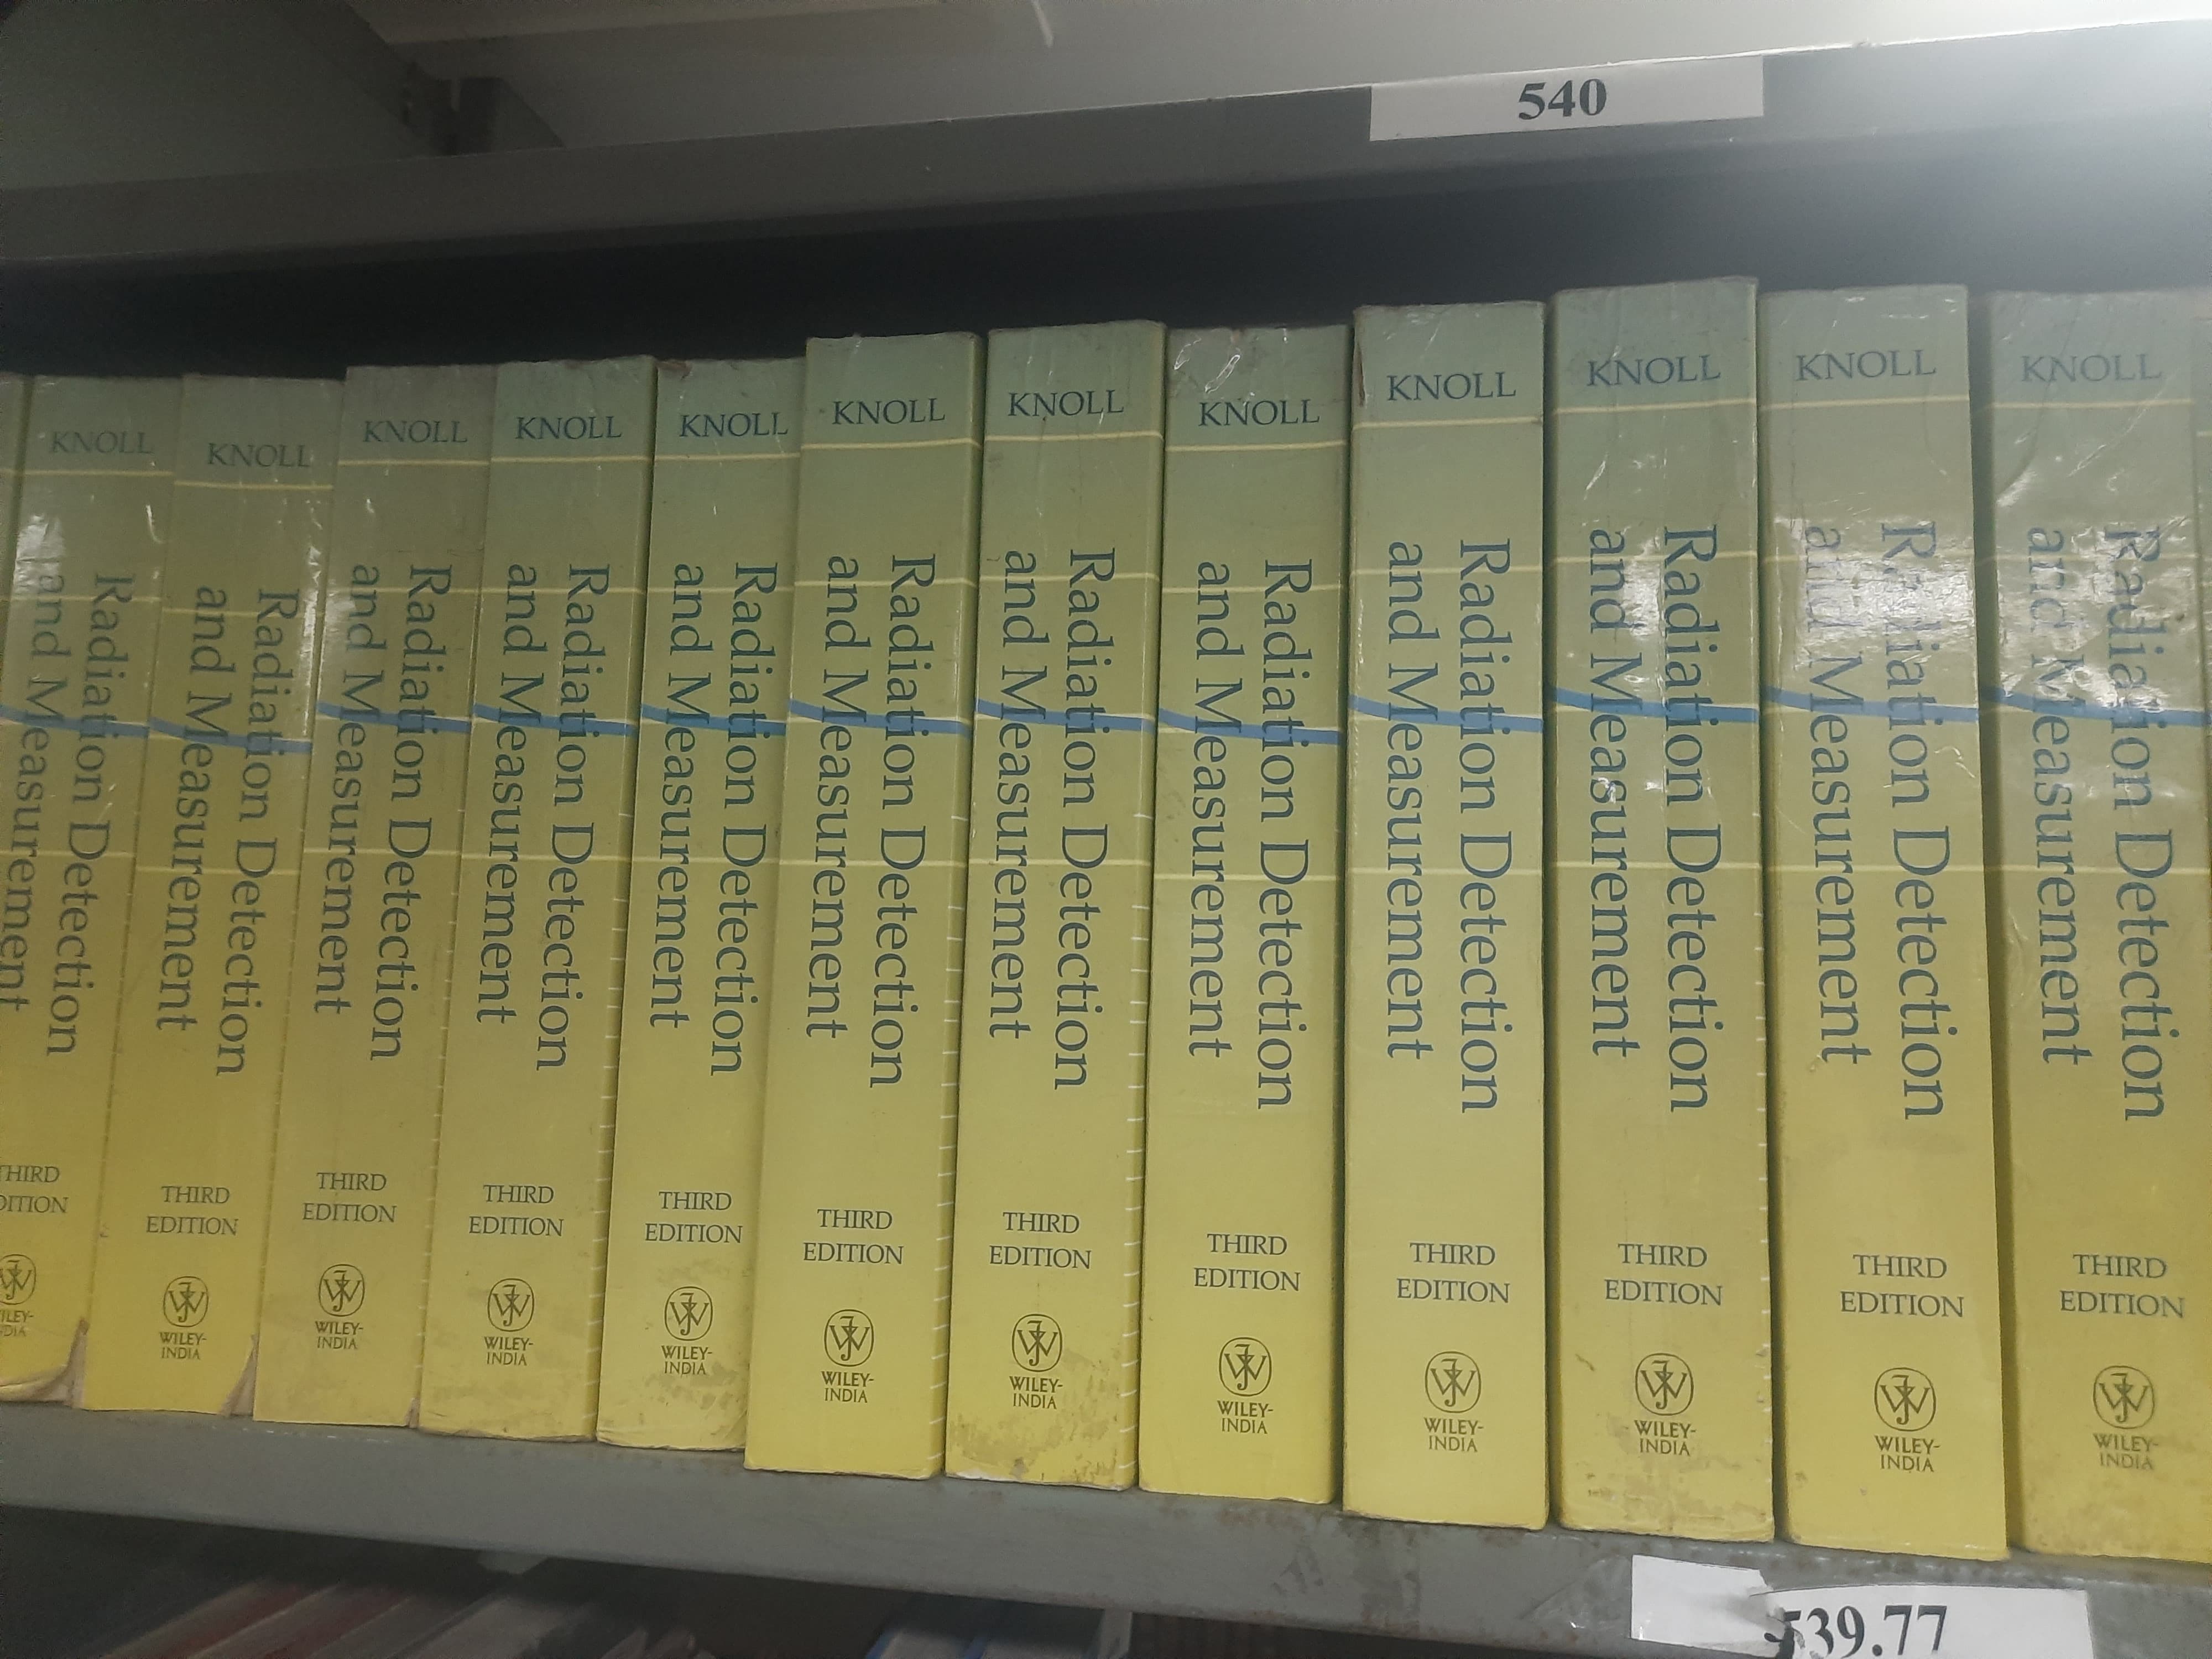 540
KNOLL
Radiation Detection
and Measurement
THIRD
DITION
ILEY-
DIA
KNOLL
Radiation Detection
and Measurement
THIRD
EDITION
WILEY-
INDIA
KNOLL
Radiation Detection
and Measurement
THIRD
EDITION
WILEY-
INDIA
KNOLL
Radiation Detection
and Measurement
THIRD
EDITION
WILEY-
INDIA
KNOLL
Radiation Detection
and Measurement
THIRD
EDITION
WILEY-
INDIA
KNOLL
Radiation Detection
and Measurement
THIRD
EDITION
WILEY-
INDIA
KNOLL
Radiation Detection
and Measurement
THIRD
EDITION
WILEY-
INDIA
KNOLL
Radiation Detection
and Measurement
THIRD
EDITION
WILEY-
INDIA
KNOLL
Radiation Detection
and Measurement
THIRD
EDITION
WILEY-
INDIA
KNOLL
Radiation Detection
and Measurement
THIRD
EDITION
WILEY-
INDIA
KNOLL
Radiation Detection
and Measurement
THIRD
EDITION
WILEY-
INDIA
KNOLL
Radiation Detection
and Measurement
THIRD
EDITION
WILEY-
INDIA
539.77